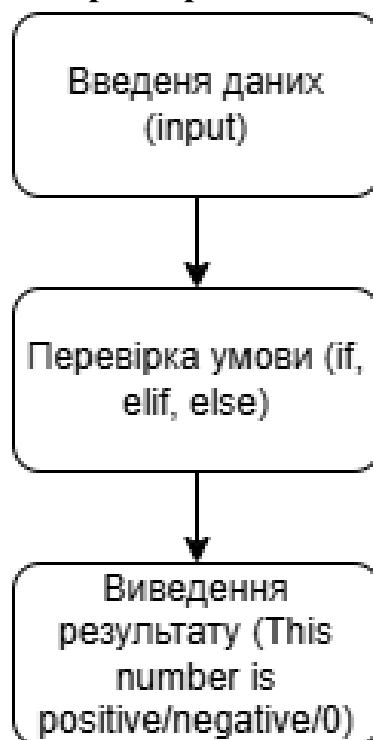 Введеня даних
(input)
Перевірка умови (if,
elif, else)
Виведення
результату (This
number is
positive/negative/0)